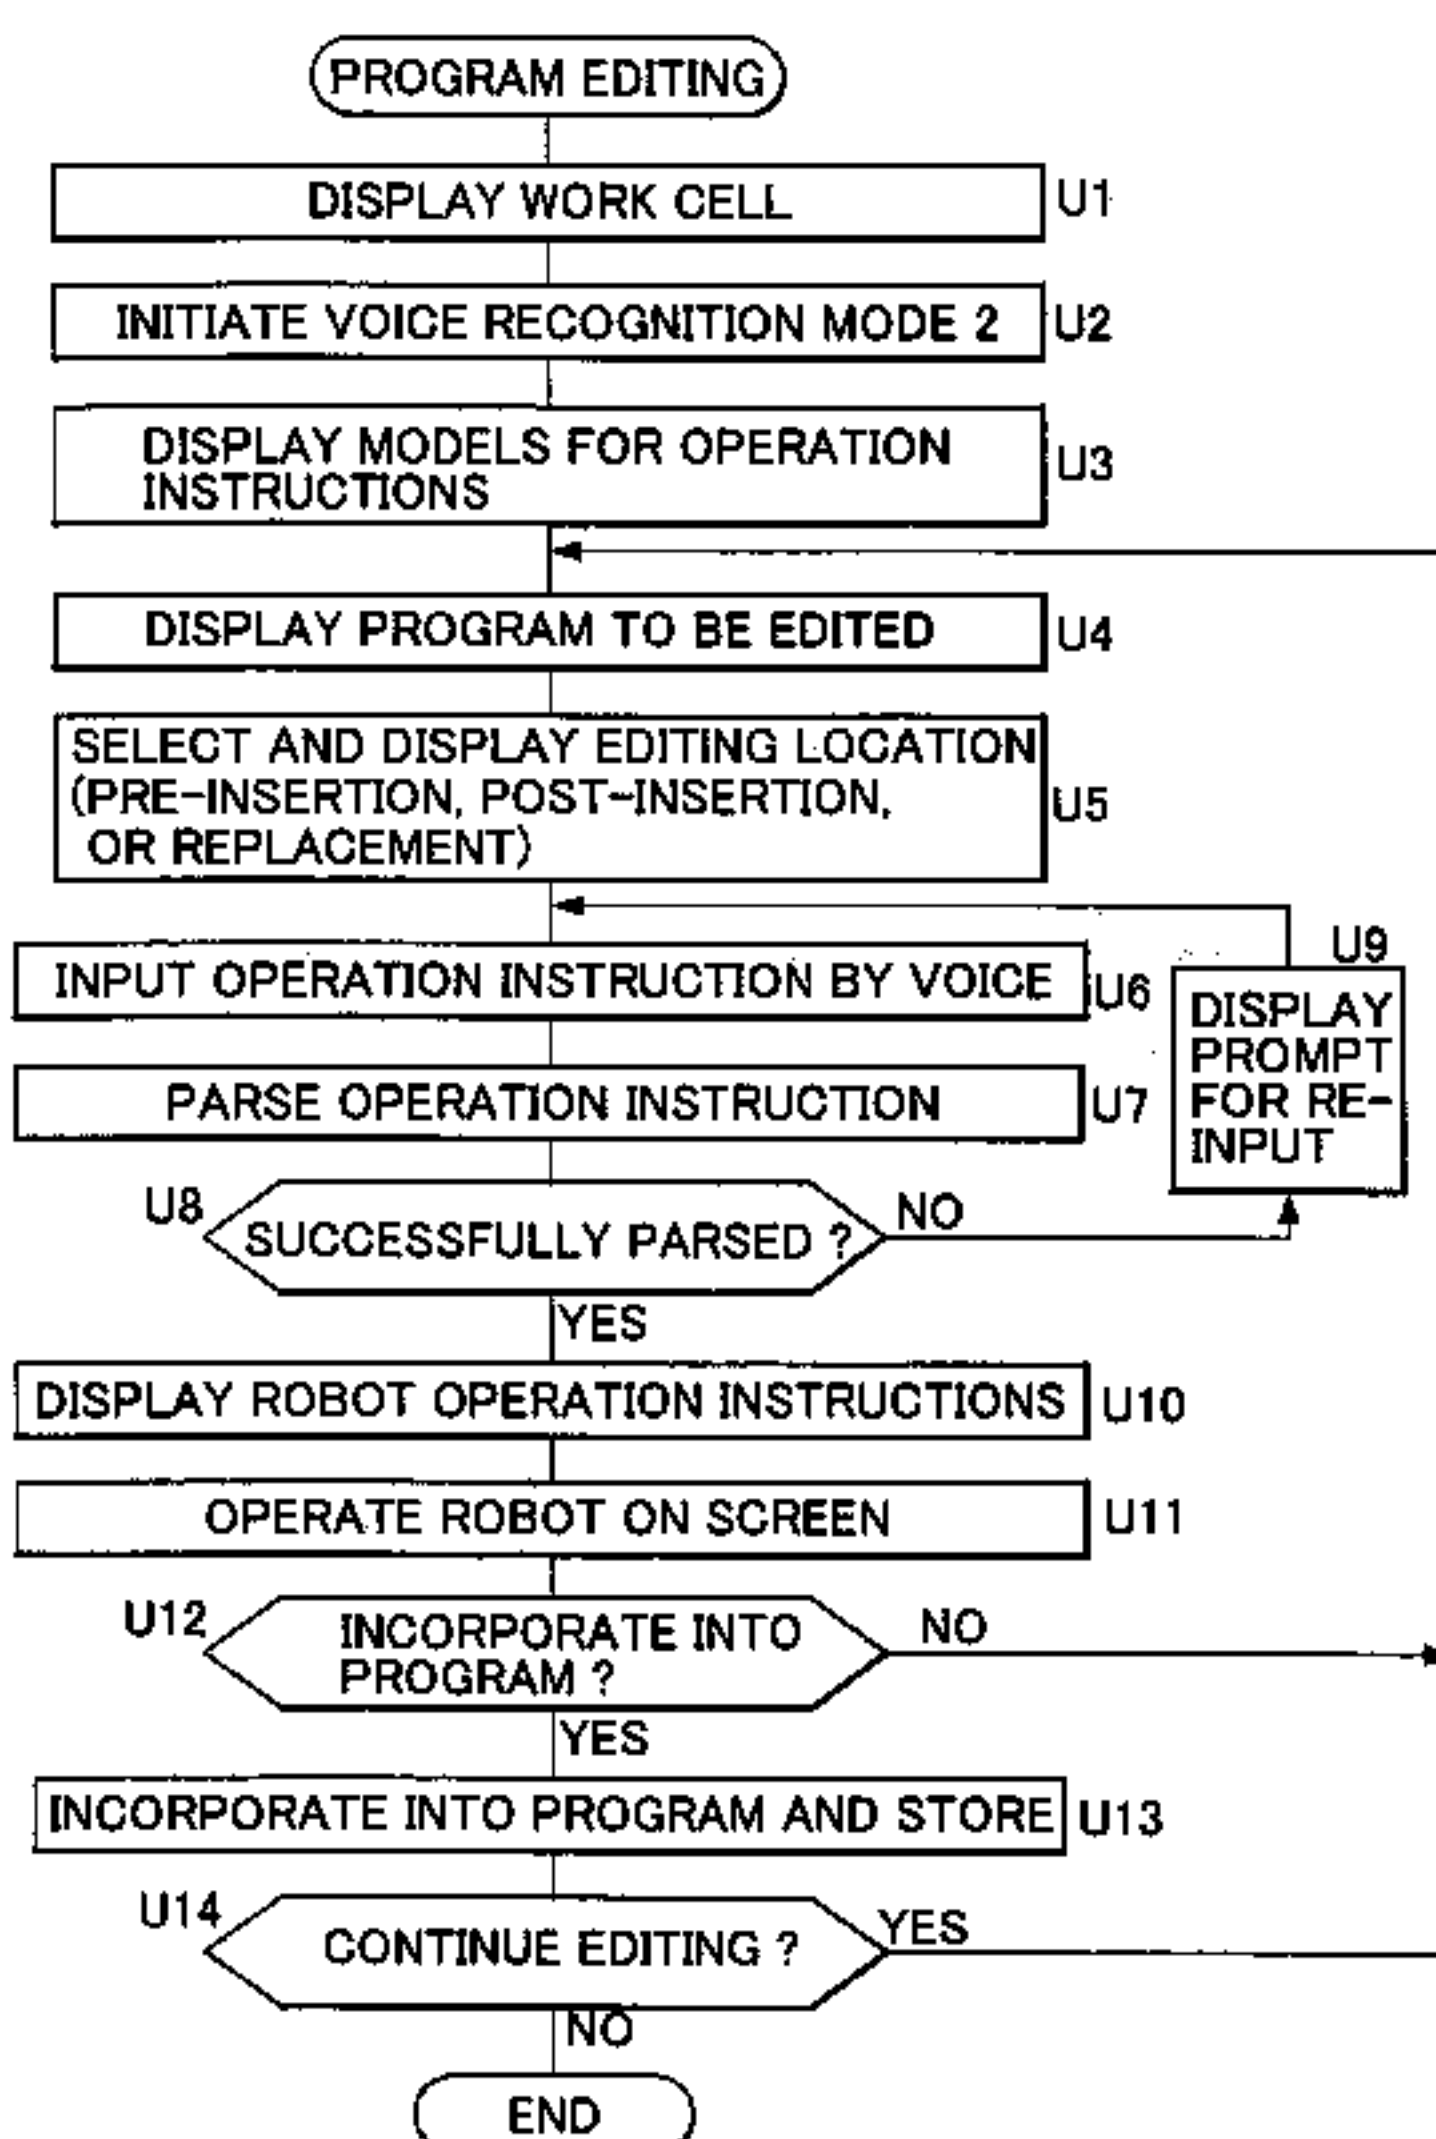 PROGRAM EDITING
DISPLAY WORK CELL
U1
INITIATE VOICE RECOGNITION MODE 2
U2
DISPLAY MODELS FOR OPERATION
INSTRUCTIONS
U3
DISPLAY PROGRAM TO BE EDITED
U4
SELECT AND DISPLAY EDITING LOCATION
(PRE-INSERTION, POST-INSERTION,
OR REPLACEMENT)
U5
INPUT OPERATION INSTRUCTION BY VOICE
U6
U9
DISPLAY
PROMPT
FOR RE-
INPUT
PARSE OPERATION INSTRUCTION
U7
U8
SUCCESSFULLY PARSED ?
NO
YES
DISPLAY ROBOT OPERATION INSTRUCTIONS
U10
OPERATE ROBOT ON SCREEN
U11
U12
INCORPORATE INTO
PROGRAM ?
NO
YES
INCORPORATE INTO PROGRAM AND STORE
U13
U14
CONTINUE EDITING ?
YES
NO
END